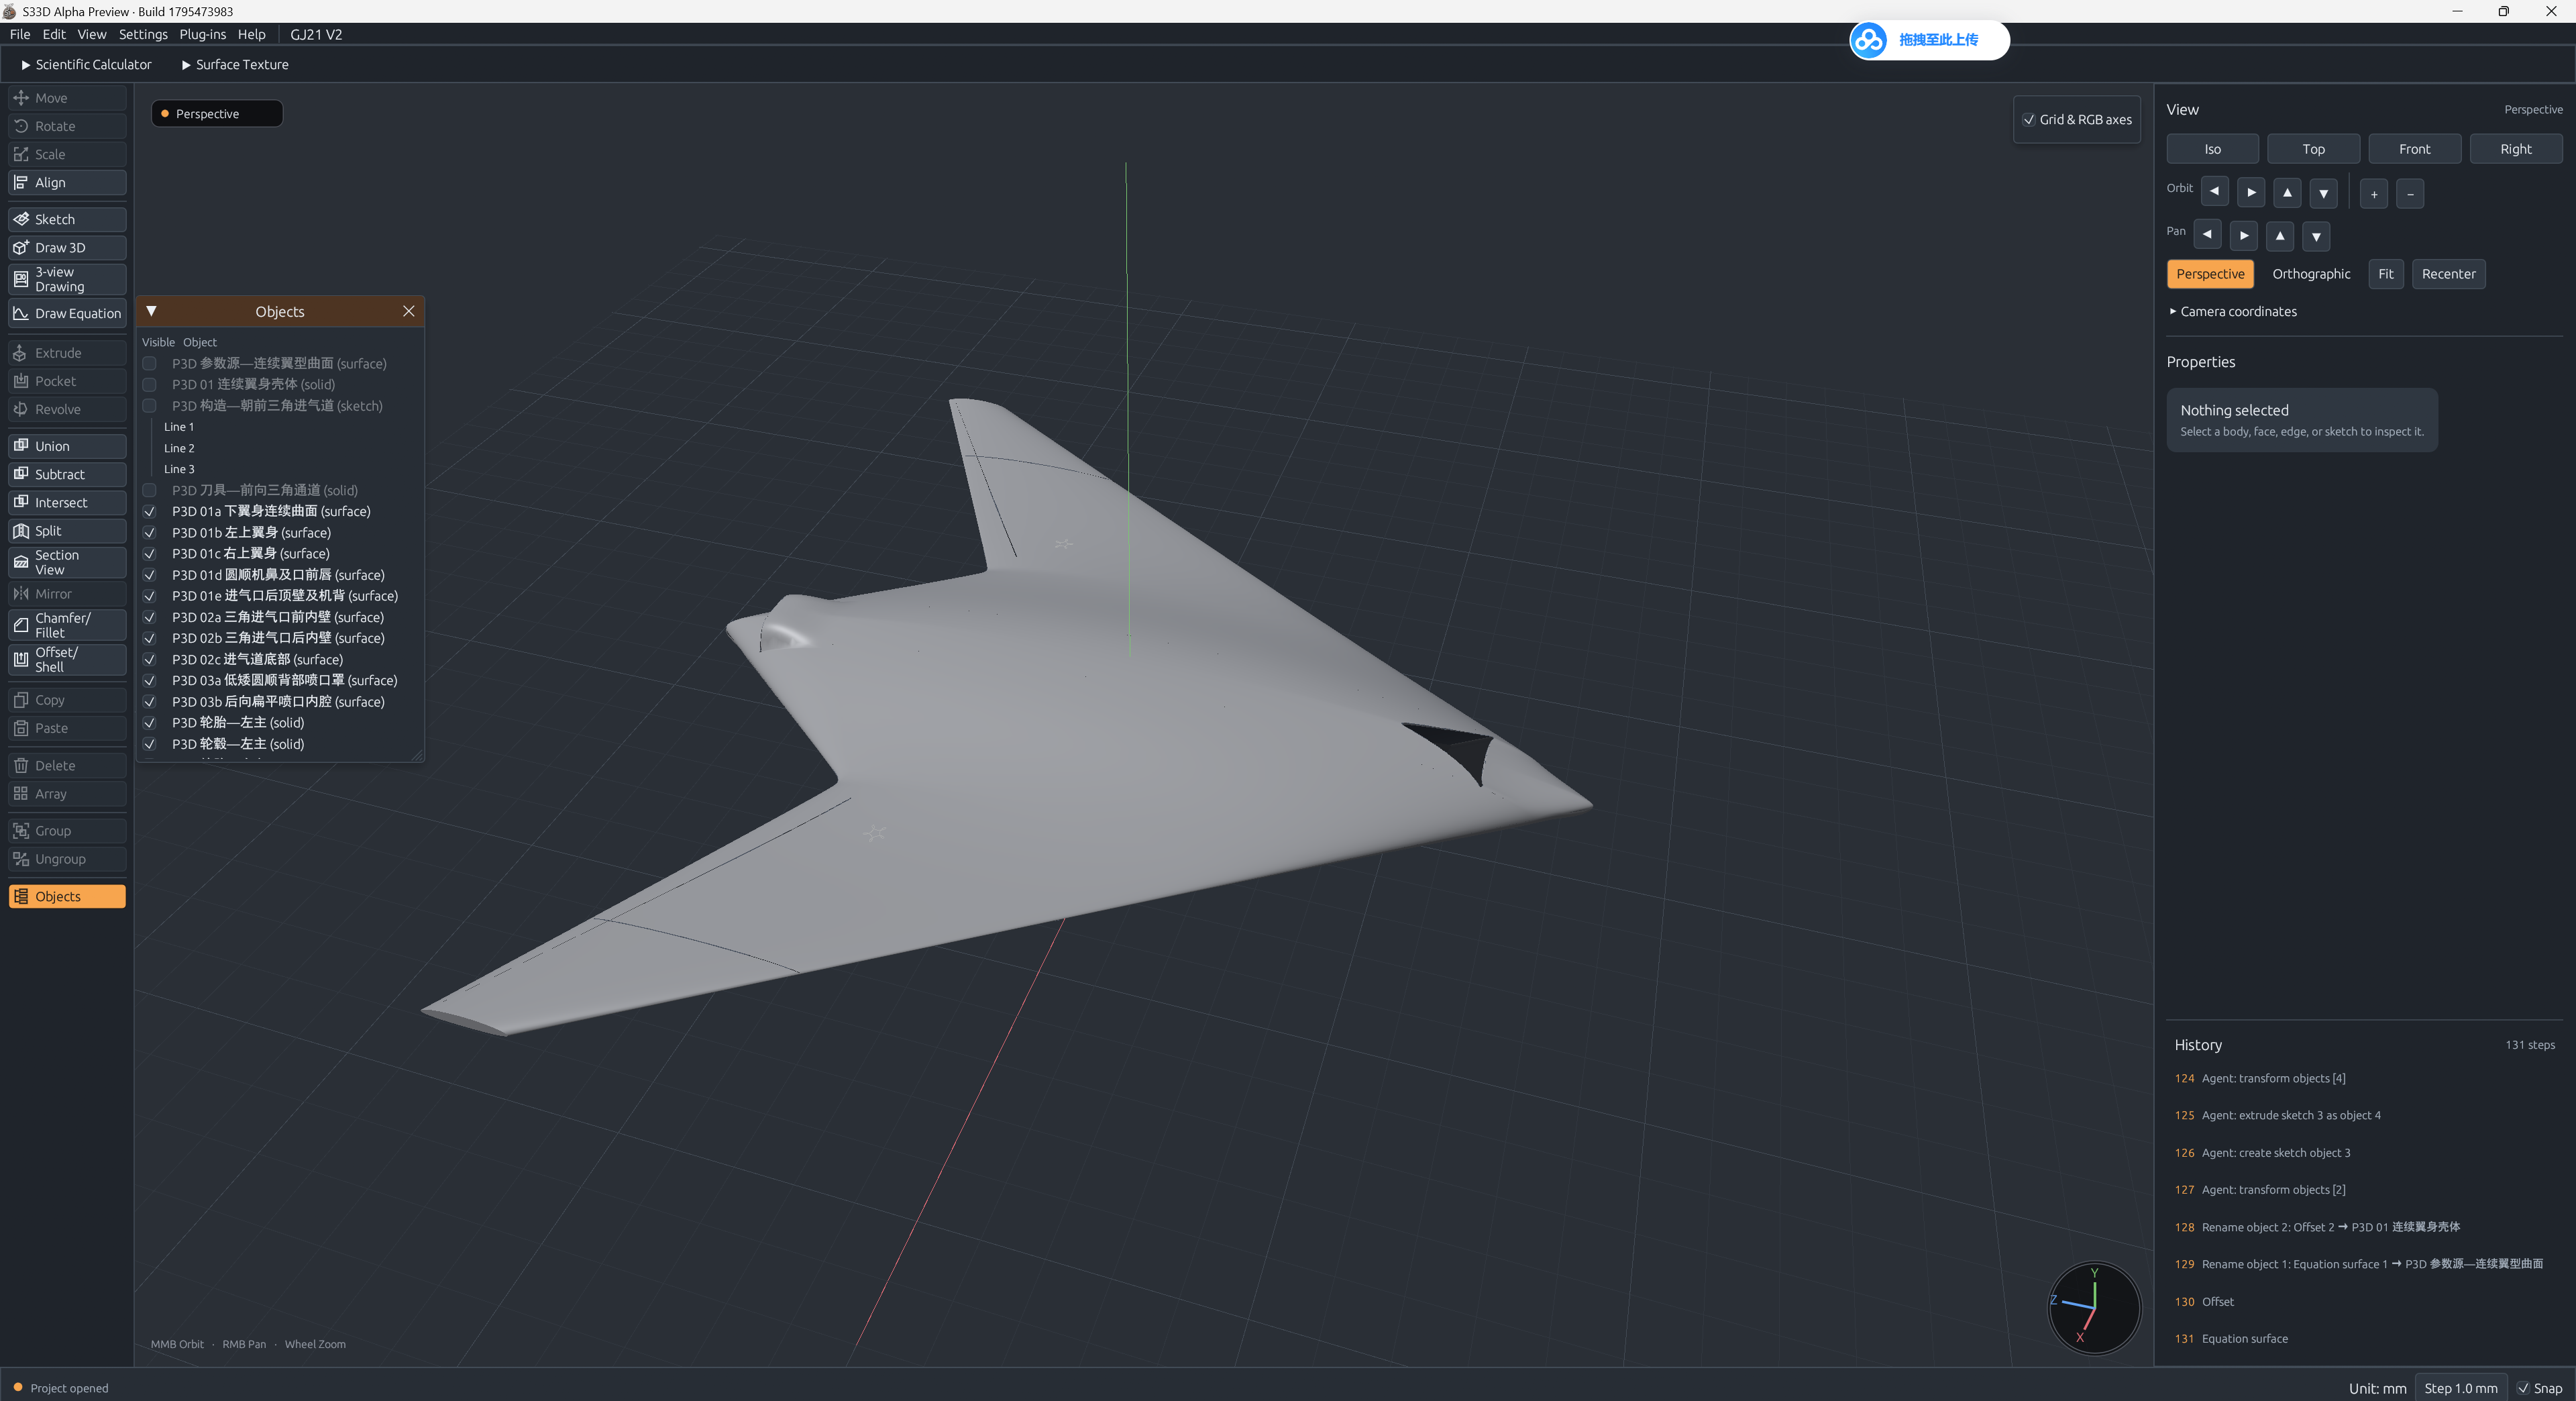 S33D Alpha Preview · Build 1795473983
File Edit View Settings Plug-ins Help GJ21 V2
拖拽至此上传
Scientific Calculator Surface Texture
Move
Rotate
Scale
Align
Sketch
Draw 3D
3-view
Drawing
Draw Equation
Extrude
Pocket
Revolve
Union
Subtract
Intersect
Split
Section
View
Mirror
Chamfer/
Fillet
Offset/
Shell
Copy
Paste
Delete
Array
Group
Ungroup
Objects
Perspective
Grid & RGB axes
Objects
Visible Object
P3D 参数源—连续翼型曲面 (surface)
P3D 01 连续翼身壳体 (solid)
P3D 构造—朝前三角进气道 (sketch)
Line 1
Line 2
Line 3
P3D 刀具—前向三角通道 (solid)
P3D 01a 下翼身连续曲面 (surface)
P3D 01b 左上翼身 (surface)
P3D 01c 右上翼身 (surface)
P3D 01d 圆顺机鼻及口前唇 (surface)
P3D 01e 进气口后顶壁及机背 (surface)
P3D 02a 三角进气口前内壁 (surface)
P3D 02b 三角进气口后内壁 (surface)
P3D 02c 进气道底部 (surface)
P3D 03a 低矮圆顺背部喷口罩 (surface)
P3D 03b 后向扁平喷口内腔 (surface)
P3D 轮胎—左主 (solid)
P3D 轮毂—左主 (solid)
MMB Orbit · RMB Pan · Wheel Zoom
Y
Z
X
View Perspective
Iso Top Front Right
Orbit + −
Pan
Perspective Orthographic Fit Recenter
Camera coordinates
Properties
Nothing selected
Select a body, face, edge, or sketch to inspect it.
History 131 steps
124 Agent: transform objects [4]
125 Agent: extrude sketch 3 as object 4
126 Agent: create sketch object 3
127 Agent: transform objects [2]
128 Rename object 2: Offset 2 → P3D 01 连续翼身壳体
129 Rename object 1: Equation surface 1 → P3D 参数源—连续翼型曲面
130 Offset
131 Equation surface
Project opened
Unit: mm Step 1.0 mm Snap